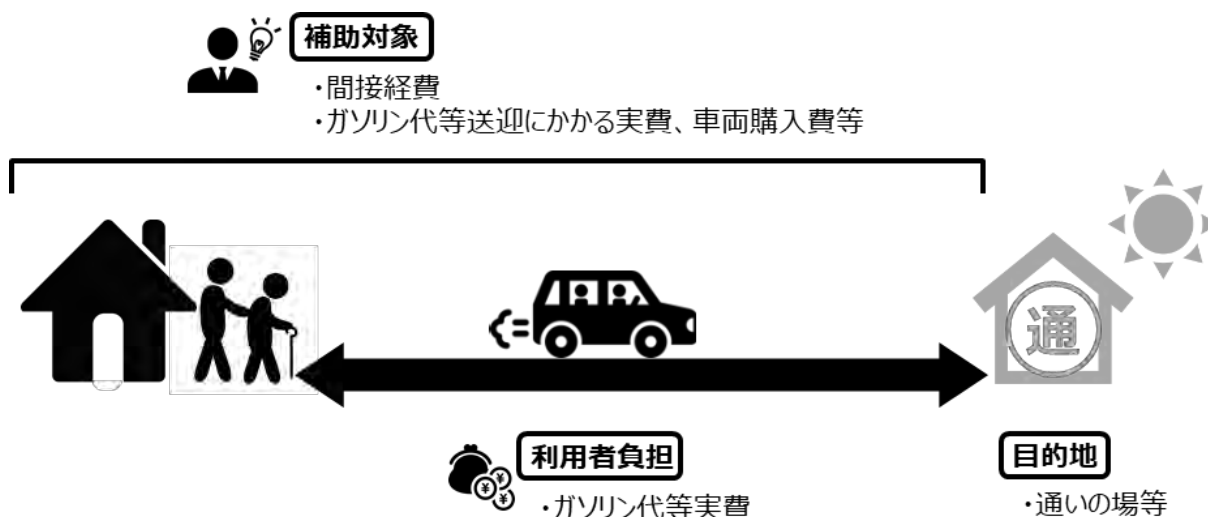 補助対象
・間接経費
・ガソリン代等送迎にかかる実費、車両購入費等
通
利用者負担
・ガソリン代等実費
目的地
・通いの場等